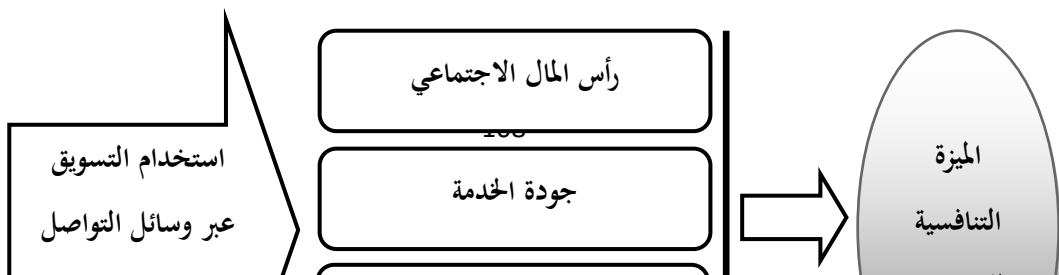 رأس المال الاجتماعي
استخدام التسويق
عبر وسائل التواصل
جودة الخدمة
الميزة
التنافسية